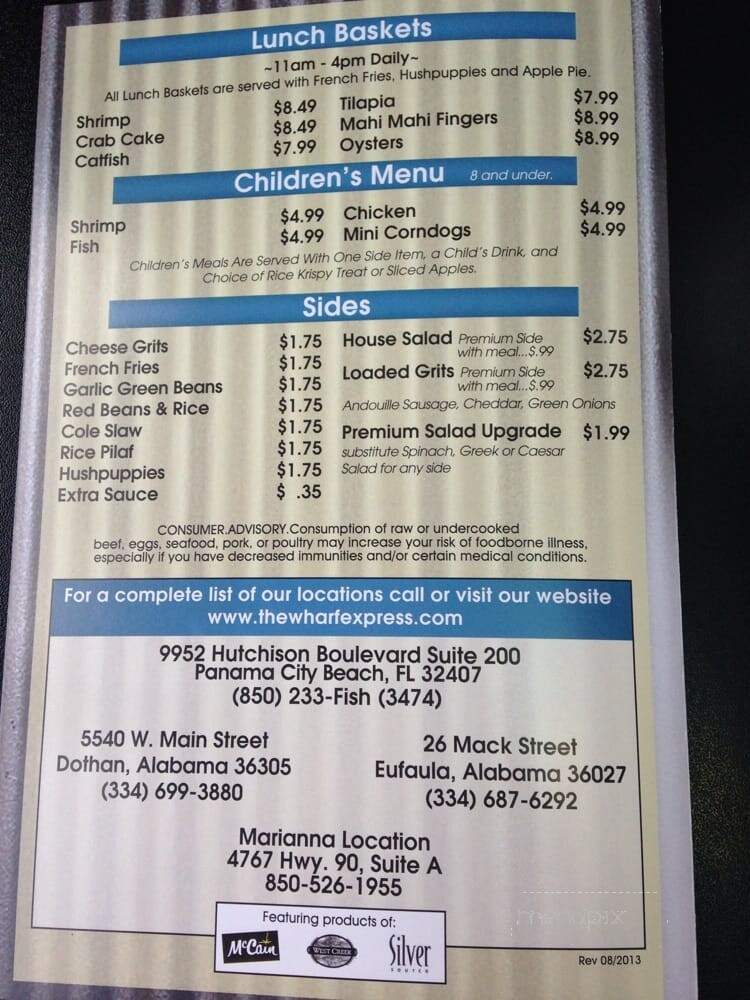 Lunch Baskets
~11am - 4pm Daily~
All Lunch Baskets are served with French Fries, Hushpuppies and Apple Pie.
Shrimp $8.49 Tilapia $7.99
Crab Cake $8.49 Mahi Mahi Fingers $8.99
Catfish $7.99 Oysters $8.99
Children's Menu 8 and under.
Shrimp $4.99 Chicken $4.99
Fish $4.99 Mini Corndogs $4.99
Children's Meals Are Served With One Side Item, a Child's Drink, and
Choice of Rice Krispy Treat or Sliced Apples.
Sides
Cheese Grits $1.75
French Fries $1.75
Garlic Green Beans $1.75
Red Beans & Rice $1.75
Cole Slaw $1.75
Rice Pilaf $1.75
Hushpuppies $1.75
Extra Sauce $ .35
House Salad Premium Side $2.75
with meal...$.99
Loaded Grits Premium Side $2.75
with meal...$.99
Andouille Sausage, Cheddar, Green Onions
Premium Salad Upgrade $1.99
substitute Spinach, Greek or Caesar
Salad for any side
CONSUMER.ADVISORY.Consumption of raw or undercooked
beef, eggs, seafood, pork, or poultry may increase your risk of foodborne illness,
especially if you have decreased immunities and/or certain medical conditions.
For a complete list of our locations call or visit our website
www.thewharfexpress.com
9952 Hutchison Boulevard Suite 200
Panama City Beach, FL 32407
(850) 233-Fish (3474)
5540 W. Main Street
Dothan, Alabama 36305
(334) 699-3880
26 Mack Street
Eufaula, Alabama 36027
(334) 687-6292
Marianna Location
4767 Hwy. 90, Suite A
850-526-1955
Featuring products of:
McCain
WEST CREEK
Silver
SOURCE
Rev 08/2013